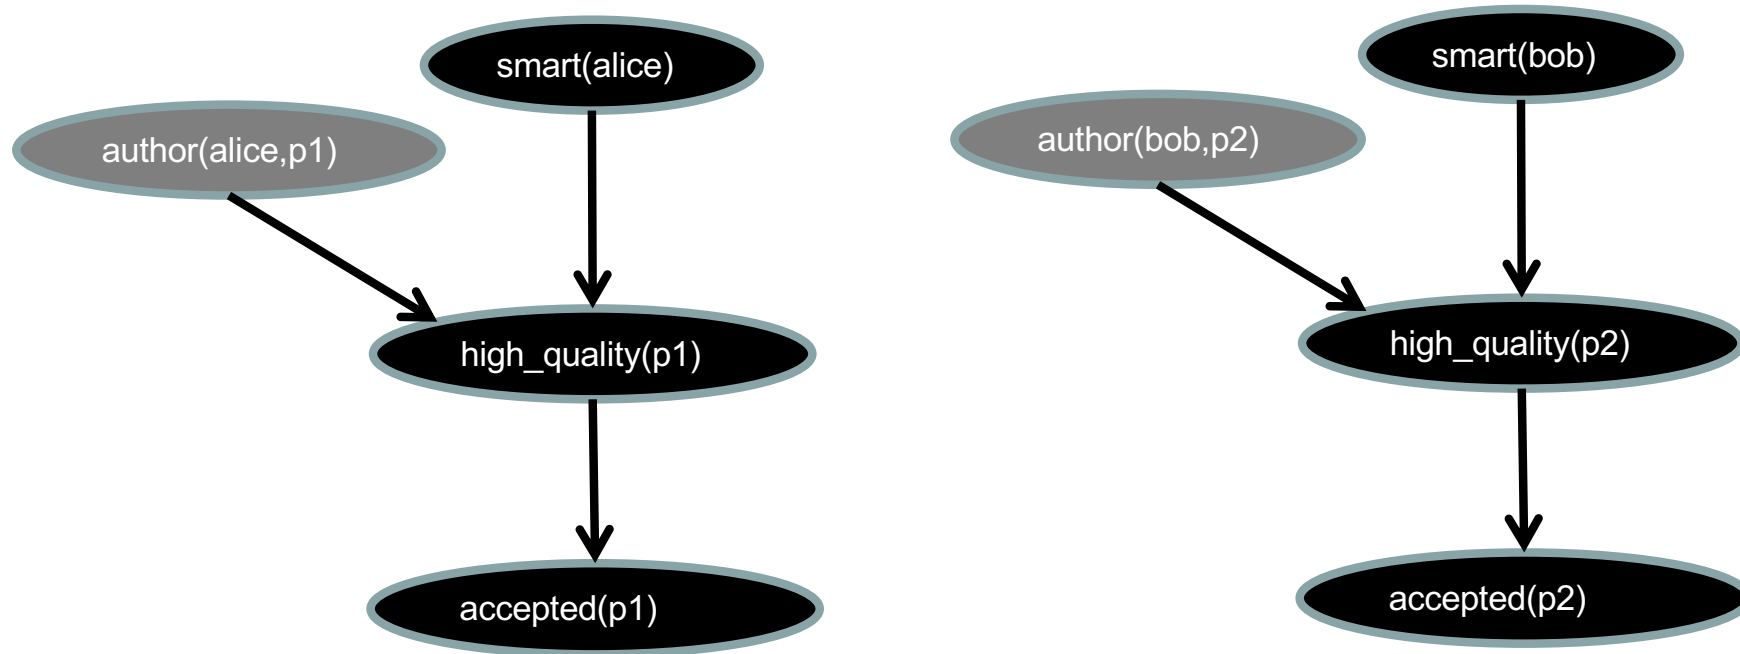 smart(alice)
author(alice,p1)
high_quality(p1)
accepted(p1)
smart(bob)
author(bob,p2)
high_quality(p2)
accepted(p2)